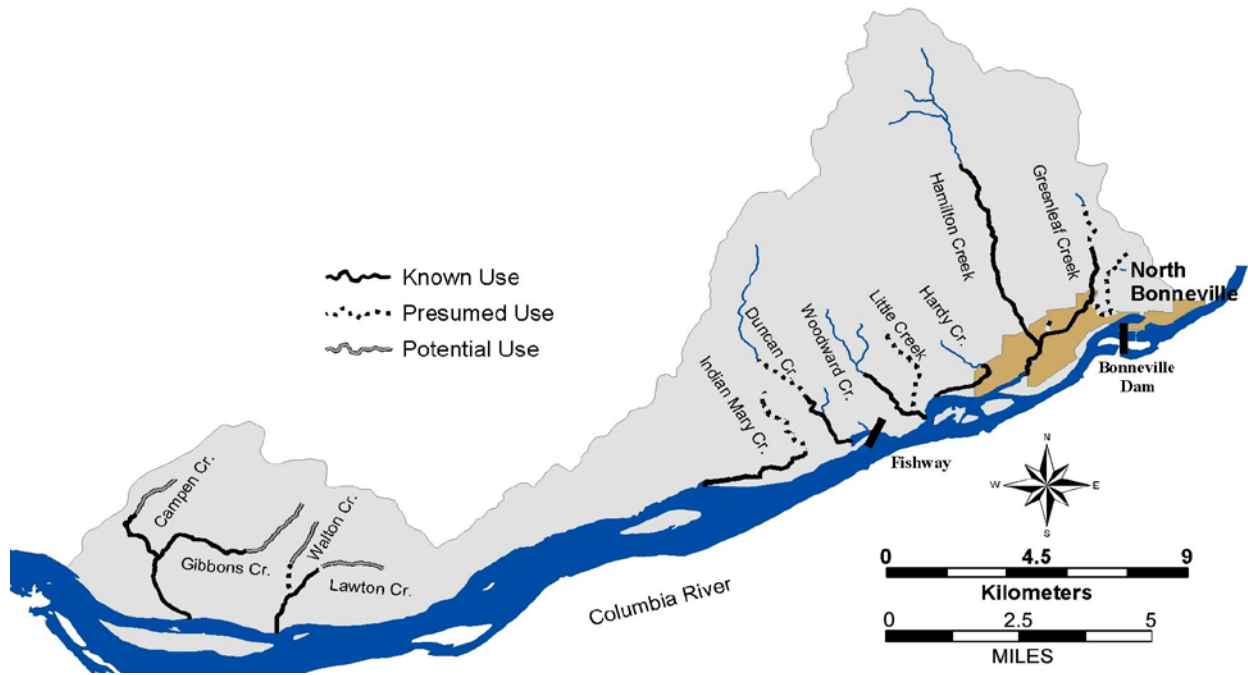 Hamilton Creek
Greenleaf Creek
North
Bonneville
Known Use
Presumed Use
Potential Use
Duncan Cr.
Woodward Cr.
Little Creek
Hardy Cr.
Bonneville
Dam
Indian Mary Cr.
Fishway
N
W
E
S
Campen Cr.
Gibbons Cr.
Walton Cr.
Lawton Cr.
Columbia River
0 4.5 9
Kilometers
0 2.5 5
MILES